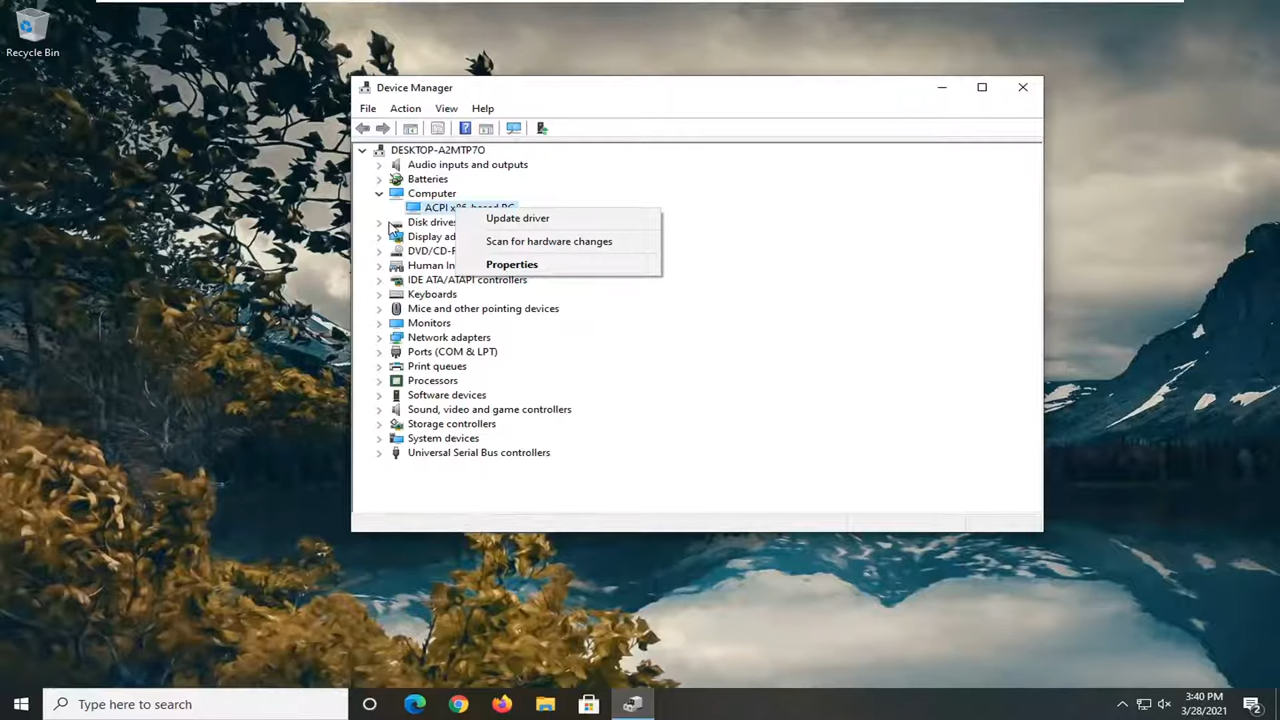 Recycle Bin
Device Manager
File Action View Help
DESKTOP-A2MTP7O
Audio inputs and outputs
Batteries
Computer
ACPI x86-based PC
Disk drives
Update driver
Display ad
Scan for hardware changes
DVD/CD-R
Human In
Properties
IDE ATA/ATAPI controllers
Keyboards
Mice and other pointing devices
Monitors
Network adapters
Ports (COM & LPT)
Print queues
Processors
Software devices
Sound, video and game controllers
Storage controllers
System devices
Universal Serial Bus controllers
Type here to search
3:40 PM
3/28/2021
2